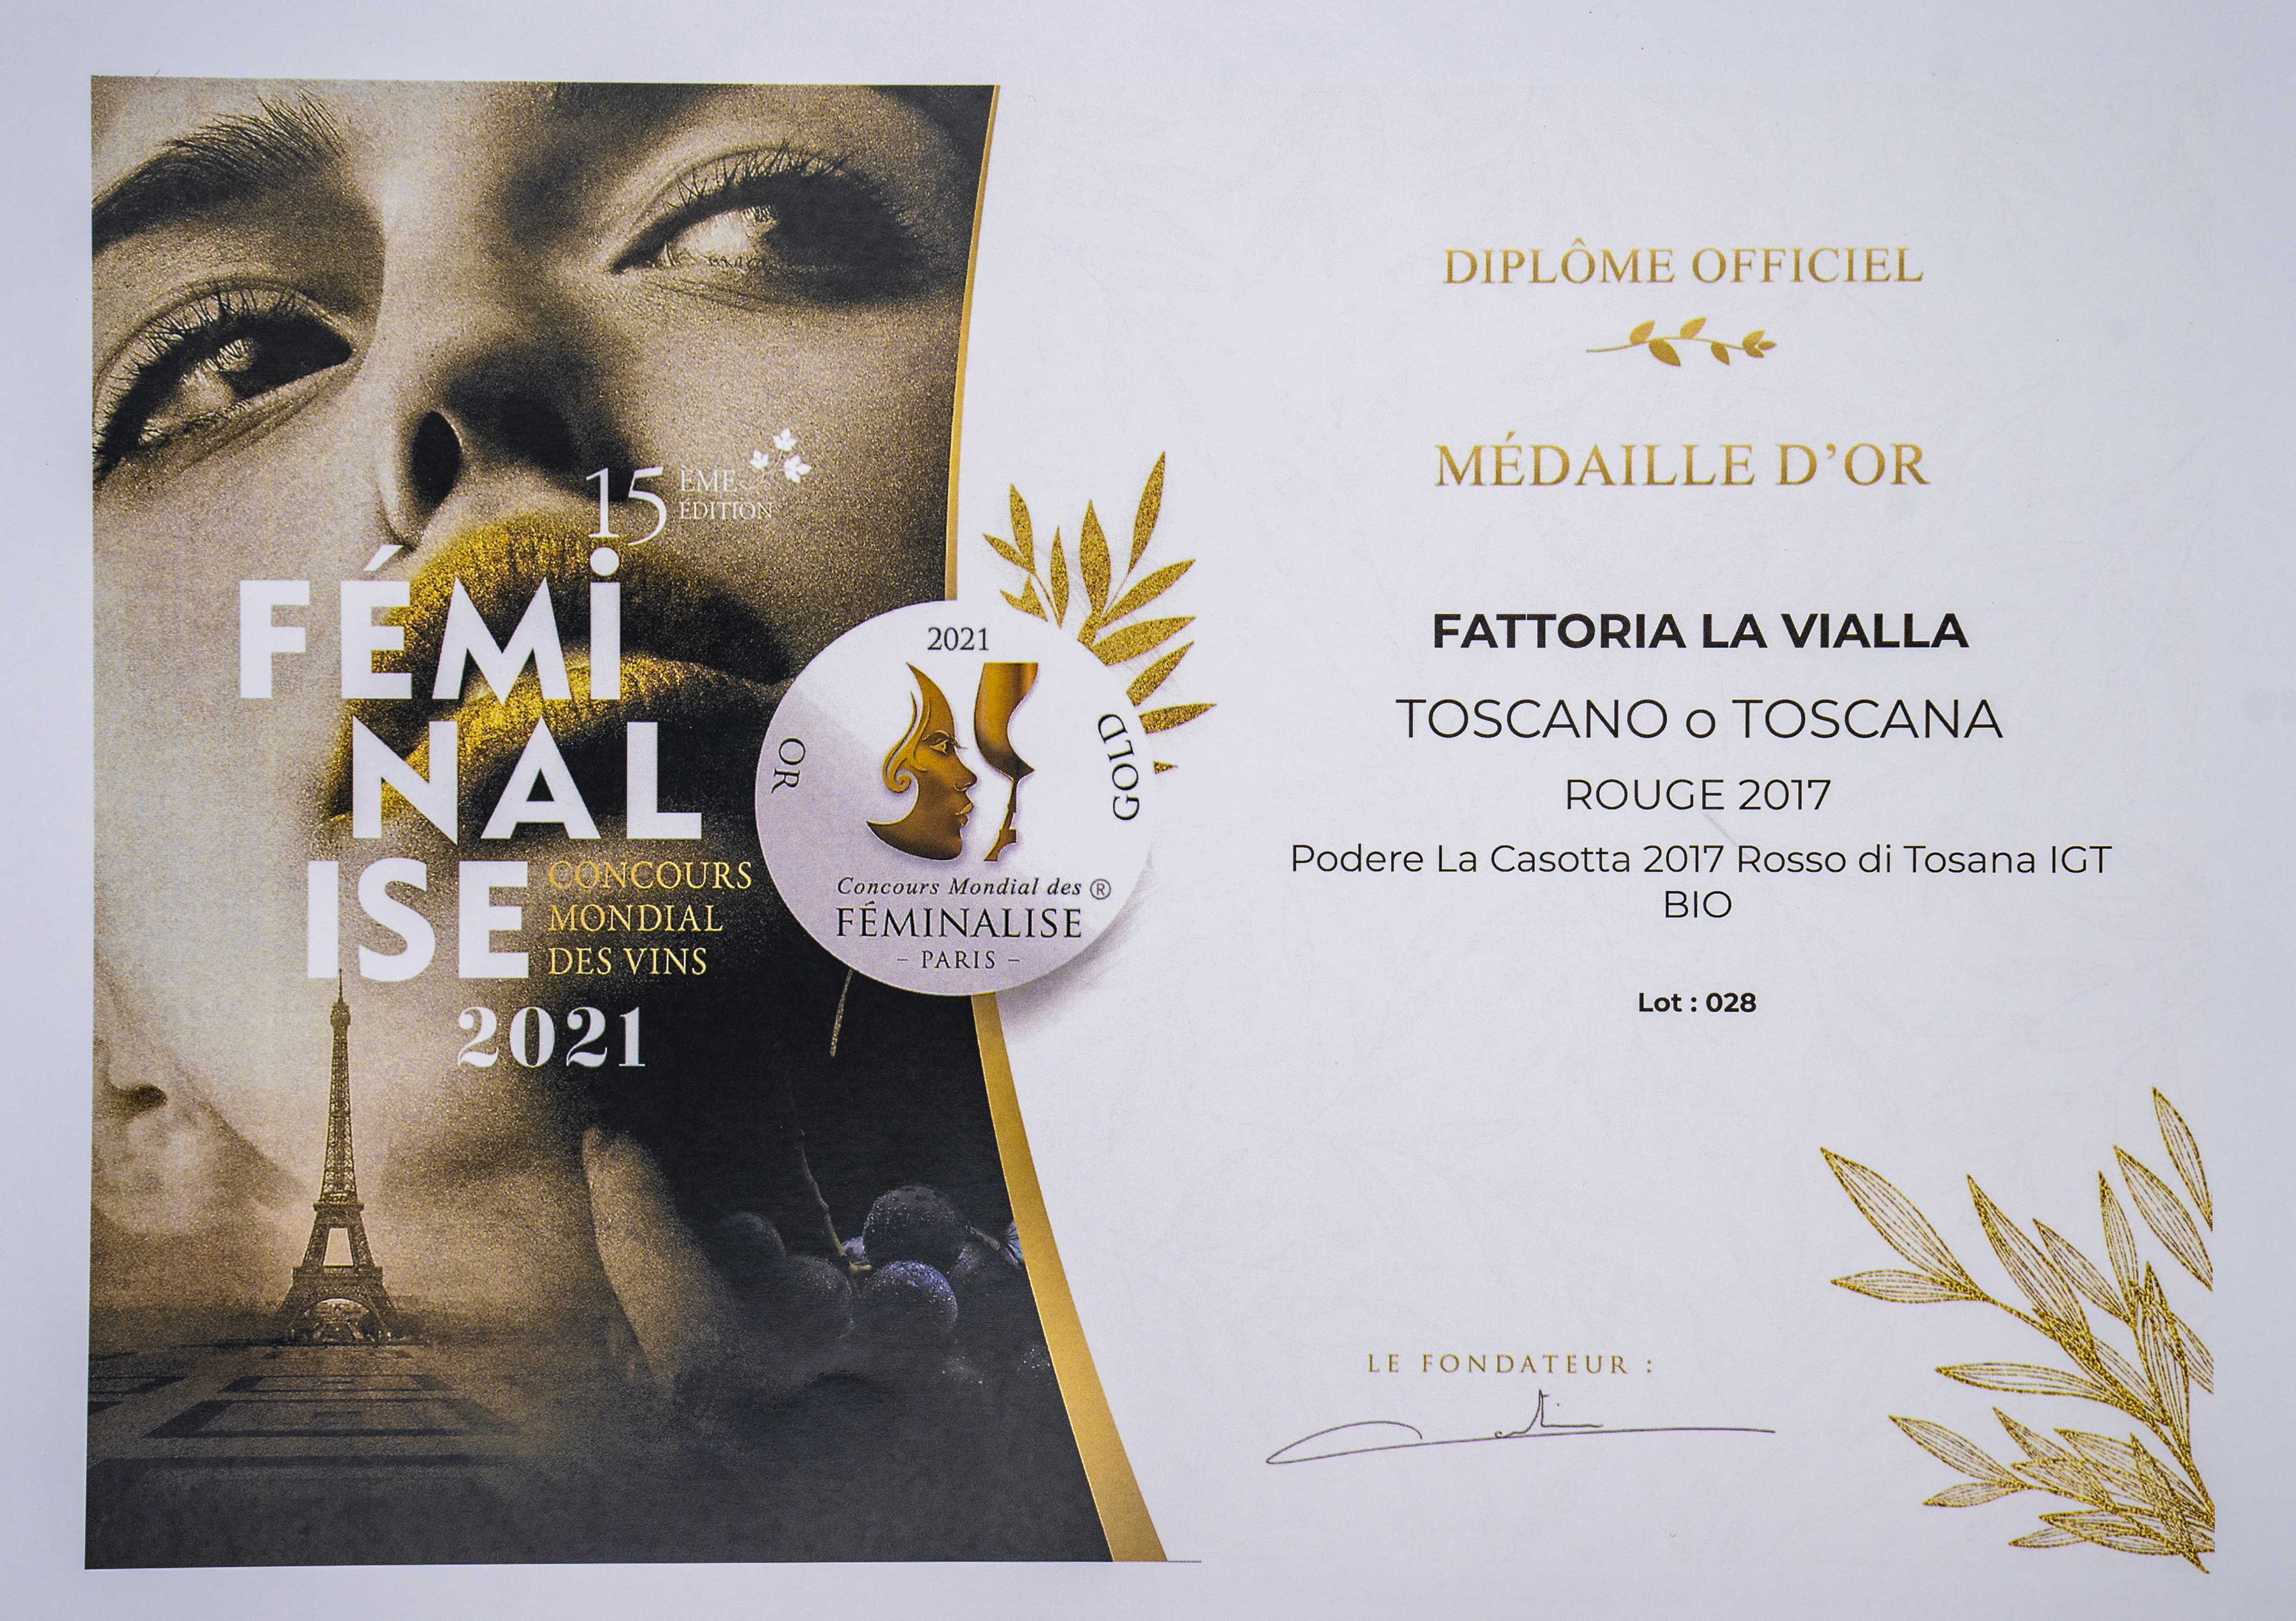 15 ÈME
ÉDITION
FÉMI
NAL
ISE
CONCOURS
MONDIAL
DES VINS
2021
2021
OR
GOLD
Concours Mondial des ®
FÉMINALISE
– PARIS –
DIPLÔME OFFICIEL
MÉDAILLE D’OR
FATTORIA LA VIALLA
TOSCANO o TOSCANA
ROUGE 2017
Podere La Casotta 2017 Rosso di Tosana IGT
BIO
Lot : 028
LE FONDATEUR :